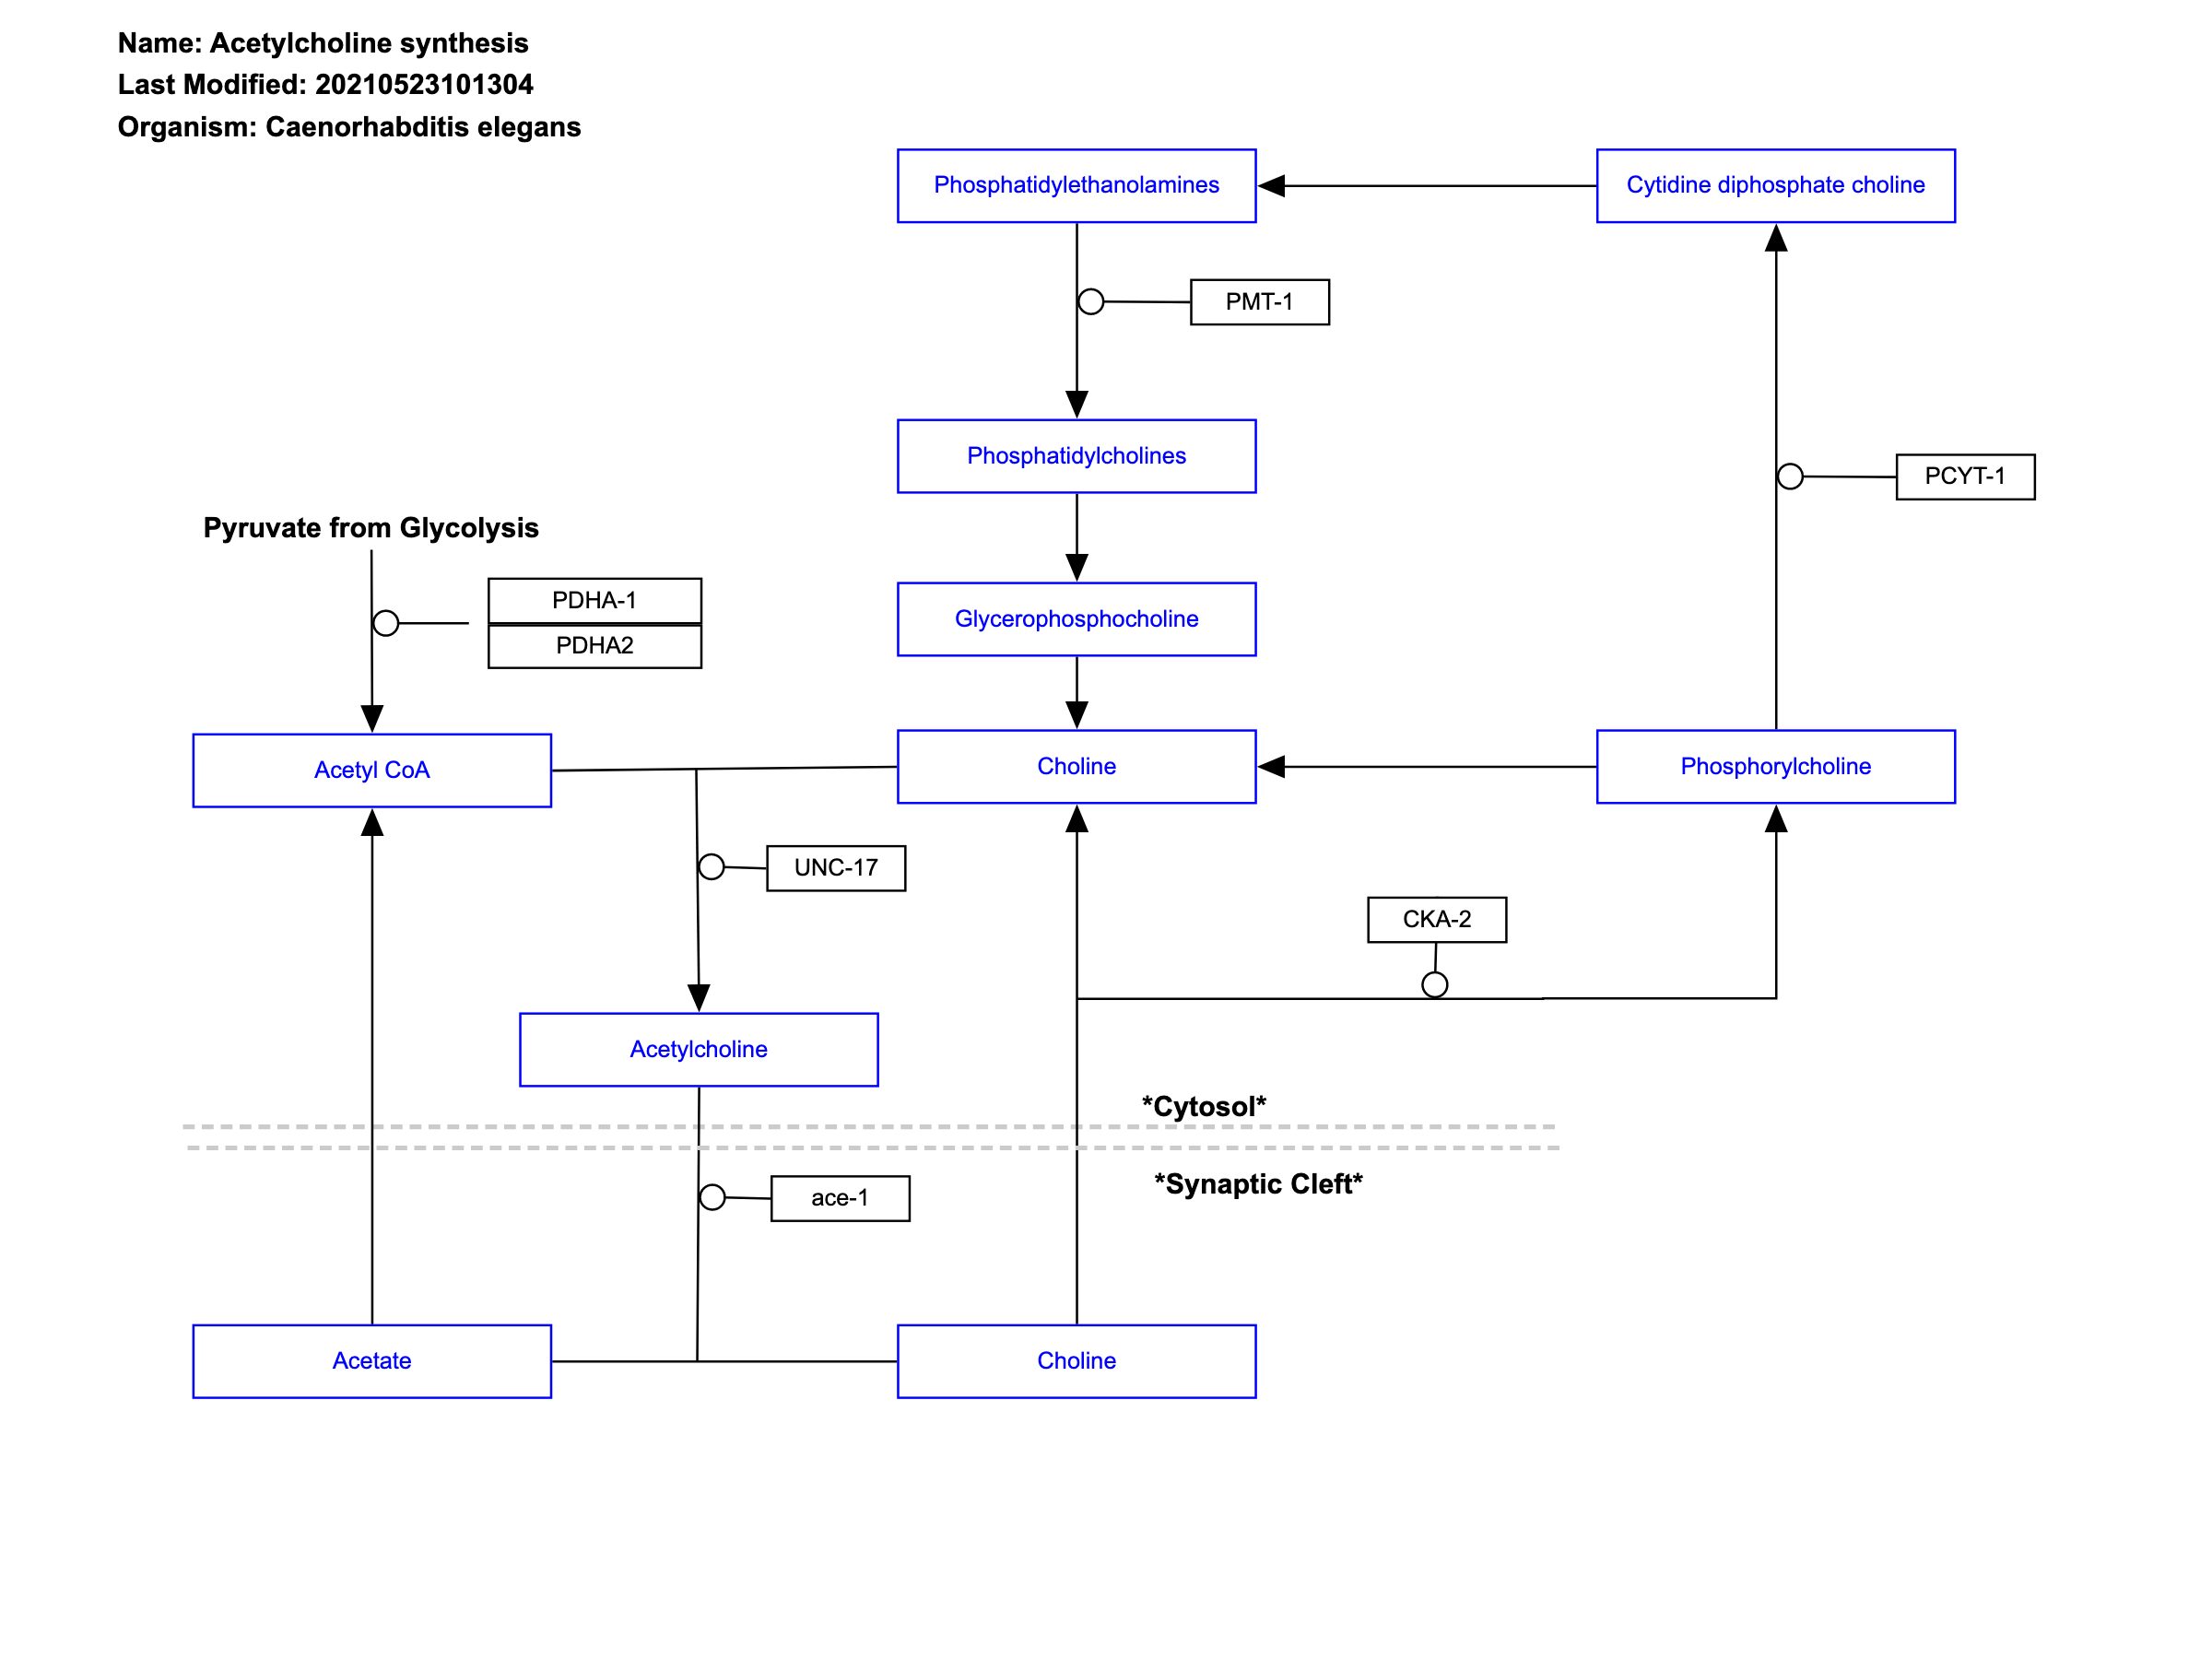 Name: Acetylcholine synthesis
Last Modified: 20210523101304
Organism: Caenorhabditis elegans
Phosphatidylethanolamines
Cytidine diphosphate choline
PMT-1
Phosphatidylcholines
PCYT-1
Pyruvate from Glycolysis
PDHA-1
PDHA2
Glycerophosphocholine
Acetyl CoA
Choline
Phosphorylcholine
UNC-17
CKA-2
Acetylcholine
*Cytosol*
*Synaptic Cleft*
ace-1
Acetate
Choline